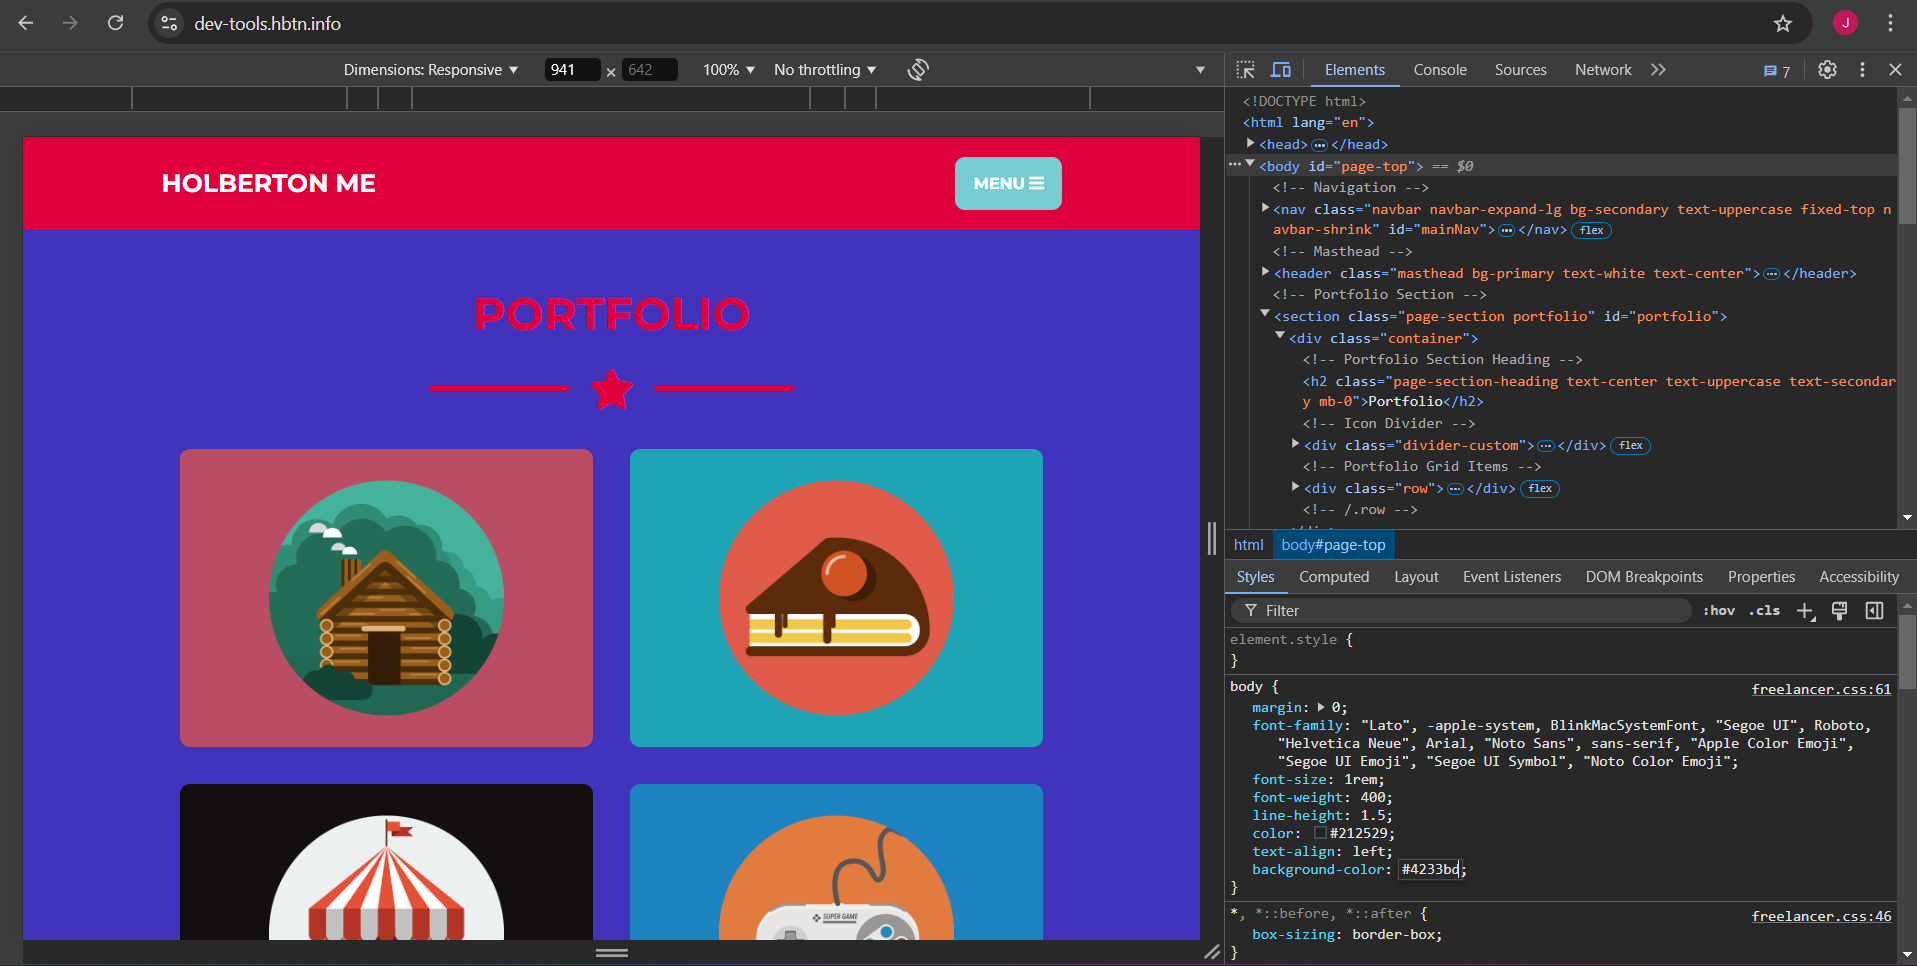 dev-tools.hbtn.info
J
Dimensions: Responsive ▼ 941 × 642 100% ▼ No throttling ▼
Elements Console Sources Network 7
HOLBERTON ME
MENU
PORTFOLIO
SUPER GAME
<!DOCTYPE html>
<html lang="en">
<head> ... </head>
... <body id="page-top"> == $0
<!-- Navigation -->
<nav class="navbar navbar-expand-lg bg-secondary text-uppercase fixed-top n
avbar-shrink" id="mainNav"> ... </nav> flex
<!-- Masthead -->
<header class="masthead bg-primary text-white text-center"> ... </header>
<!-- Portfolio Section -->
<section class="page-section portfolio" id="portfolio">
<div class="container">
<!-- Portfolio Section Heading -->
<h2 class="page-section-heading text-center text-uppercase text-secondar
y mb-0">Portfolio</h2>
<!-- Icon Divider -->
<div class="divider-custom"> ... </div> flex
<!-- Portfolio Grid Items -->
<div class="row"> ... </div> flex
<!-- /.row -->
html body#page-top
Styles Computed Layout Event Listeners DOM Breakpoints Properties Accessibility
Filter :hov .cls
element.style {
}
body { freelancer.css:61
margin: 0;
font-family: "Lato", -apple-system, BlinkMacSystemFont, "Segoe UI", Roboto,
"Helvetica Neue", Arial, "Noto Sans", sans-serif, "Apple Color Emoji",
"Segoe UI Emoji", "Segoe UI Symbol", "Noto Color Emoji";
font-size: 1rem;
font-weight: 400;
line-height: 1.5;
color: #212529;
text-align: left;
background-color: #4233bd;
}
*, *::before, *::after { freelancer.css:46
box-sizing: border-box;
}